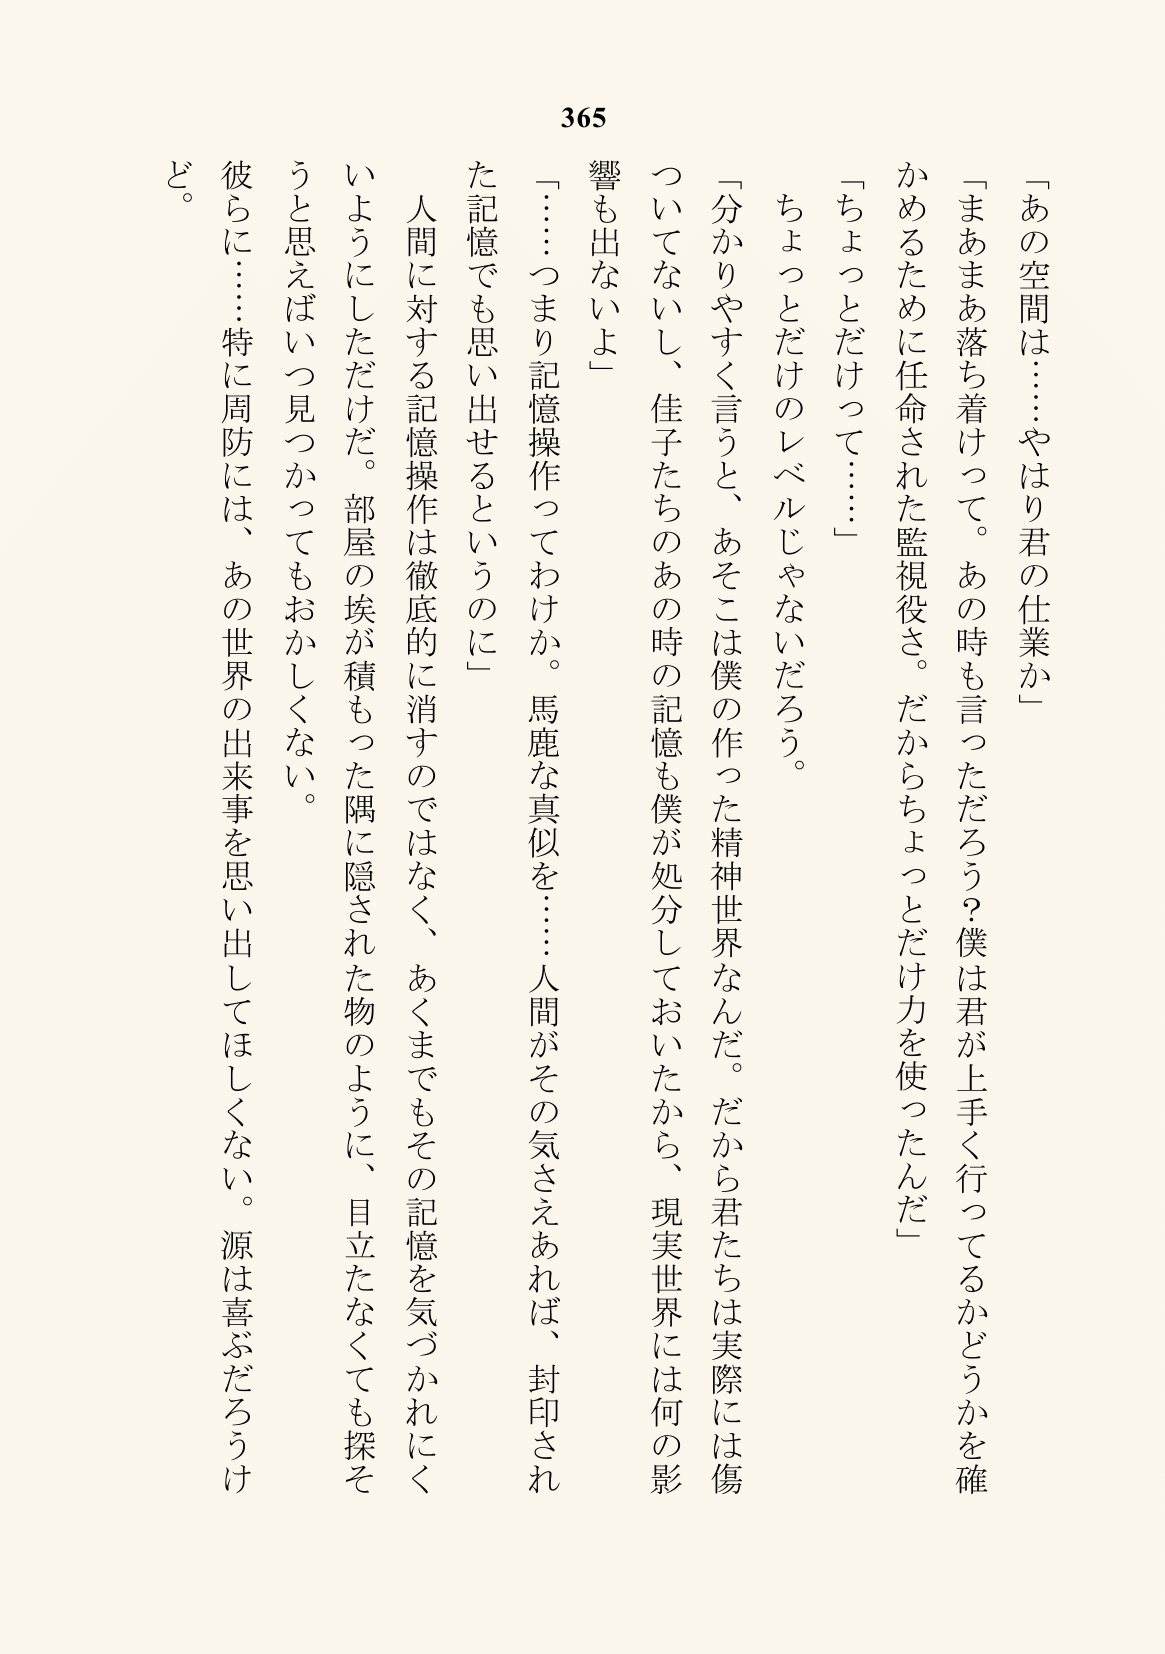 365
「あの空間は……やはり君の仕業か」
「まあまあ落ち着けって。あの時も言っただろう？僕は君が上手く行ってるかどうかを確
かめるために任命された監視役さ。だからちょっとだけ力を使ったんだ」
「ちょっとだけって……」
　ちょっとだけのレベルじゃないだろう。
「分かりやすく言うと、あそこは僕の作った精神世界なんだ。だから君たちは実際には傷
ついてないし、佳子たちのあの時の記憶も僕が処分しておいたから、現実世界には何の影
響も出ないよ」
「……つまり記憶操作ってわけか。馬鹿な真似を……人間がその気さえあれば、封印され
た記憶でも思い出せるというのに」
　人間に対する記憶操作は徹底的に消すのではなく、あくまでもその記憶を気づかれにく
いようにしただけだ。部屋の埃が積もった隅に隠された物のように、目立たなくても探そ
うと思えばいつ見つかってもおかしくない。
彼らに……特に周防には、あの世界の出来事を思い出してほしくない。源は喜ぶだろうけ
ど。